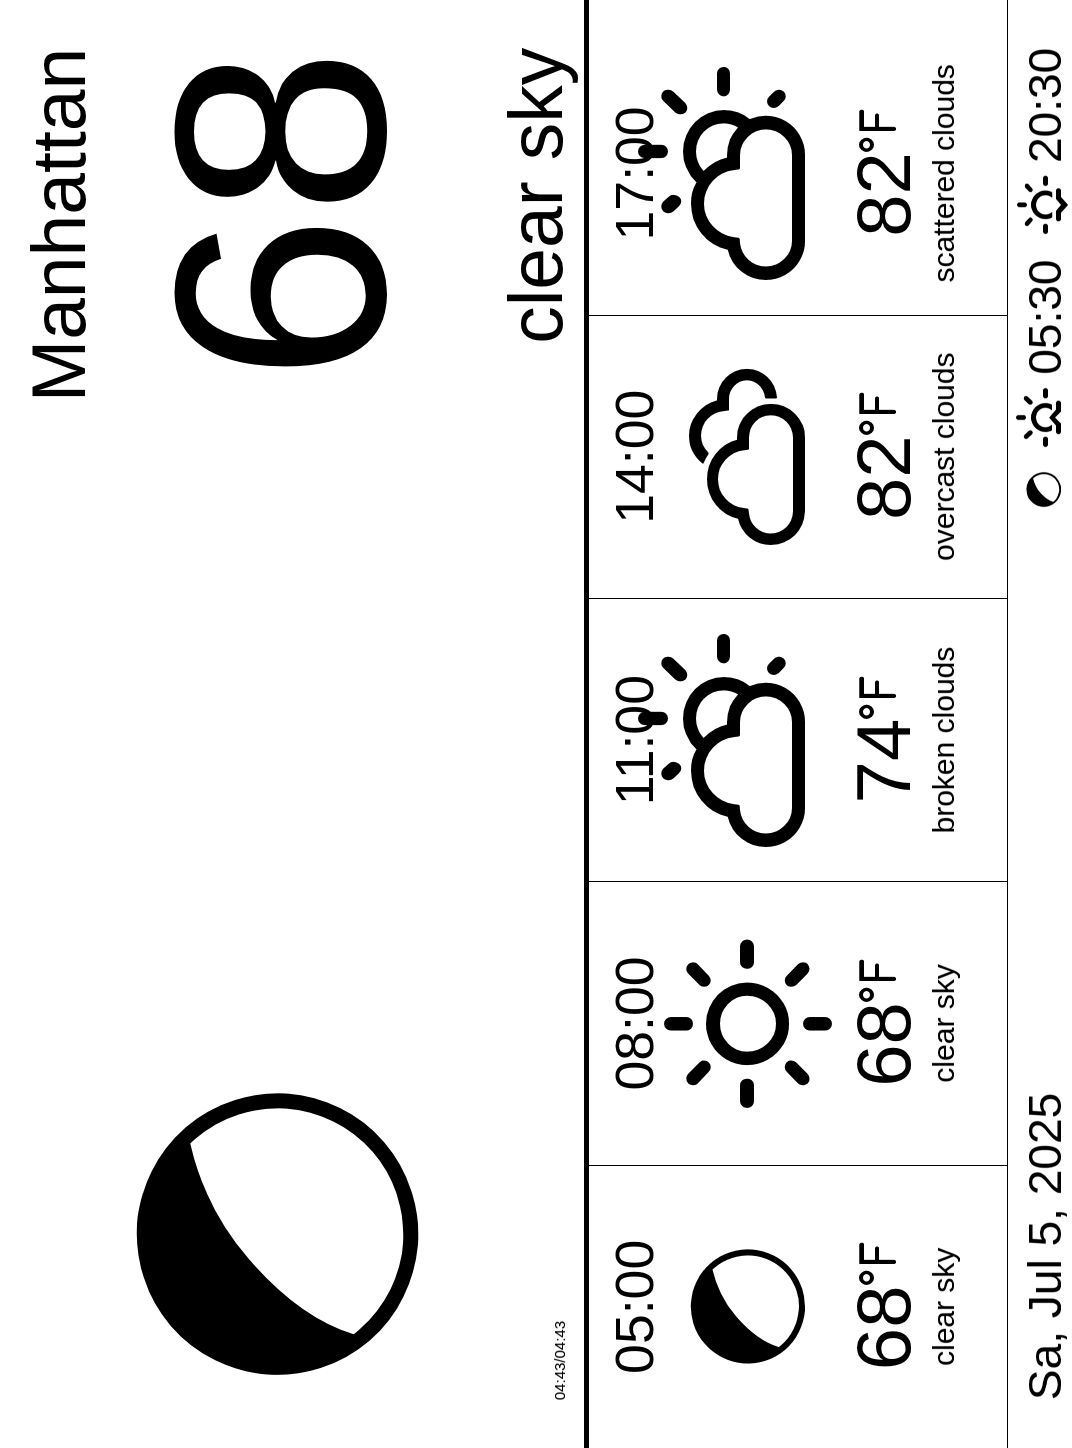 Manhattan
68
clear sky
04:43/04:43
05:00
68°F
clear sky
08:00
68°F
clear sky
11:00
74°F
broken clouds
14:00
82°F
overcast clouds
17:00
82°F
scattered clouds
Sa, Jul 5, 2025
05:30 20:30